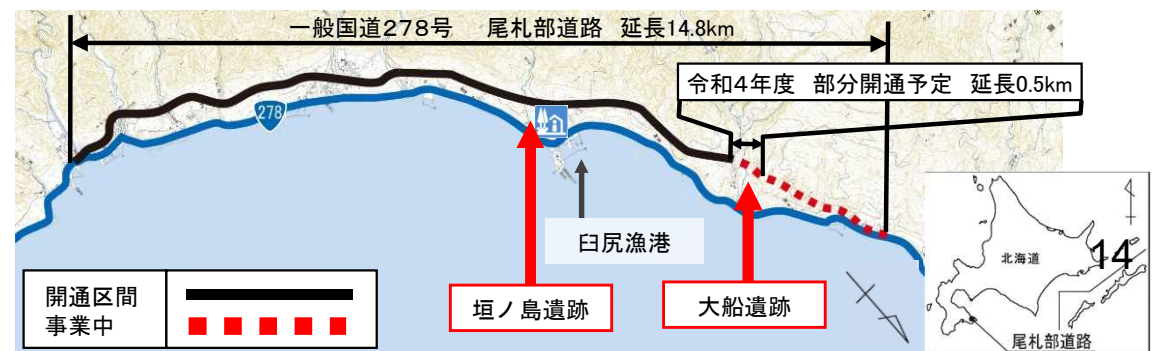 一般国道278号　尾札部道路　延長14.8km
令和4年度　部分開通予定　延長0.5km
278
臼尻漁港
垣ノ島遺跡
大船遺跡
開通区間
事業中
北海道
14
尾札部道路